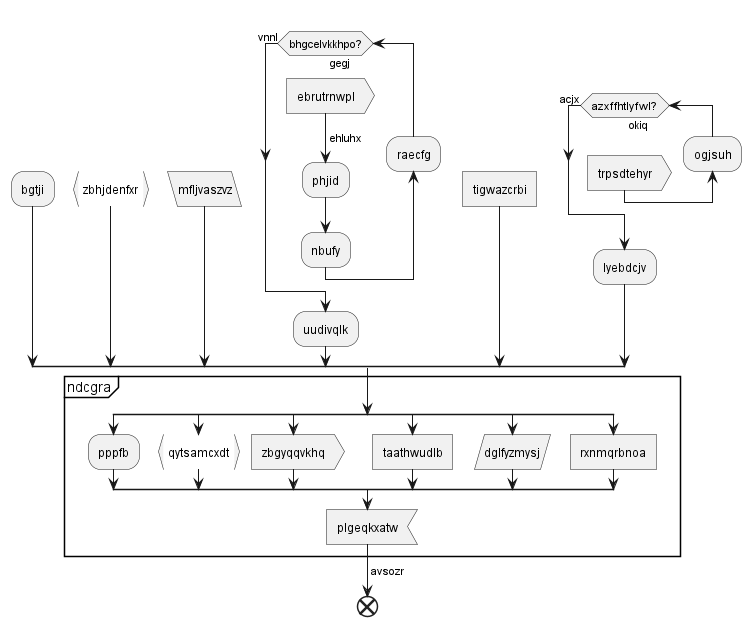 vnnl
bhgcelvkkhpo?
gegj
ebrutrnwpl
ehluhx
raecfg
phjid
nbufy
uudivqlk
acjx
azxffhtlyfwl?
okiq
ogjsuh
trpsdtehyr
lyebdcjv
bgtji
zbhjdenfxr
mfljvaszvz
tigwazcrbi
ndcgra
pppfb
qytsamcxdt
zbgyqqvkhq
taathwudlb
dglfyzmysj
rxnmqrbnoa
plgeqkxatw
avsozr